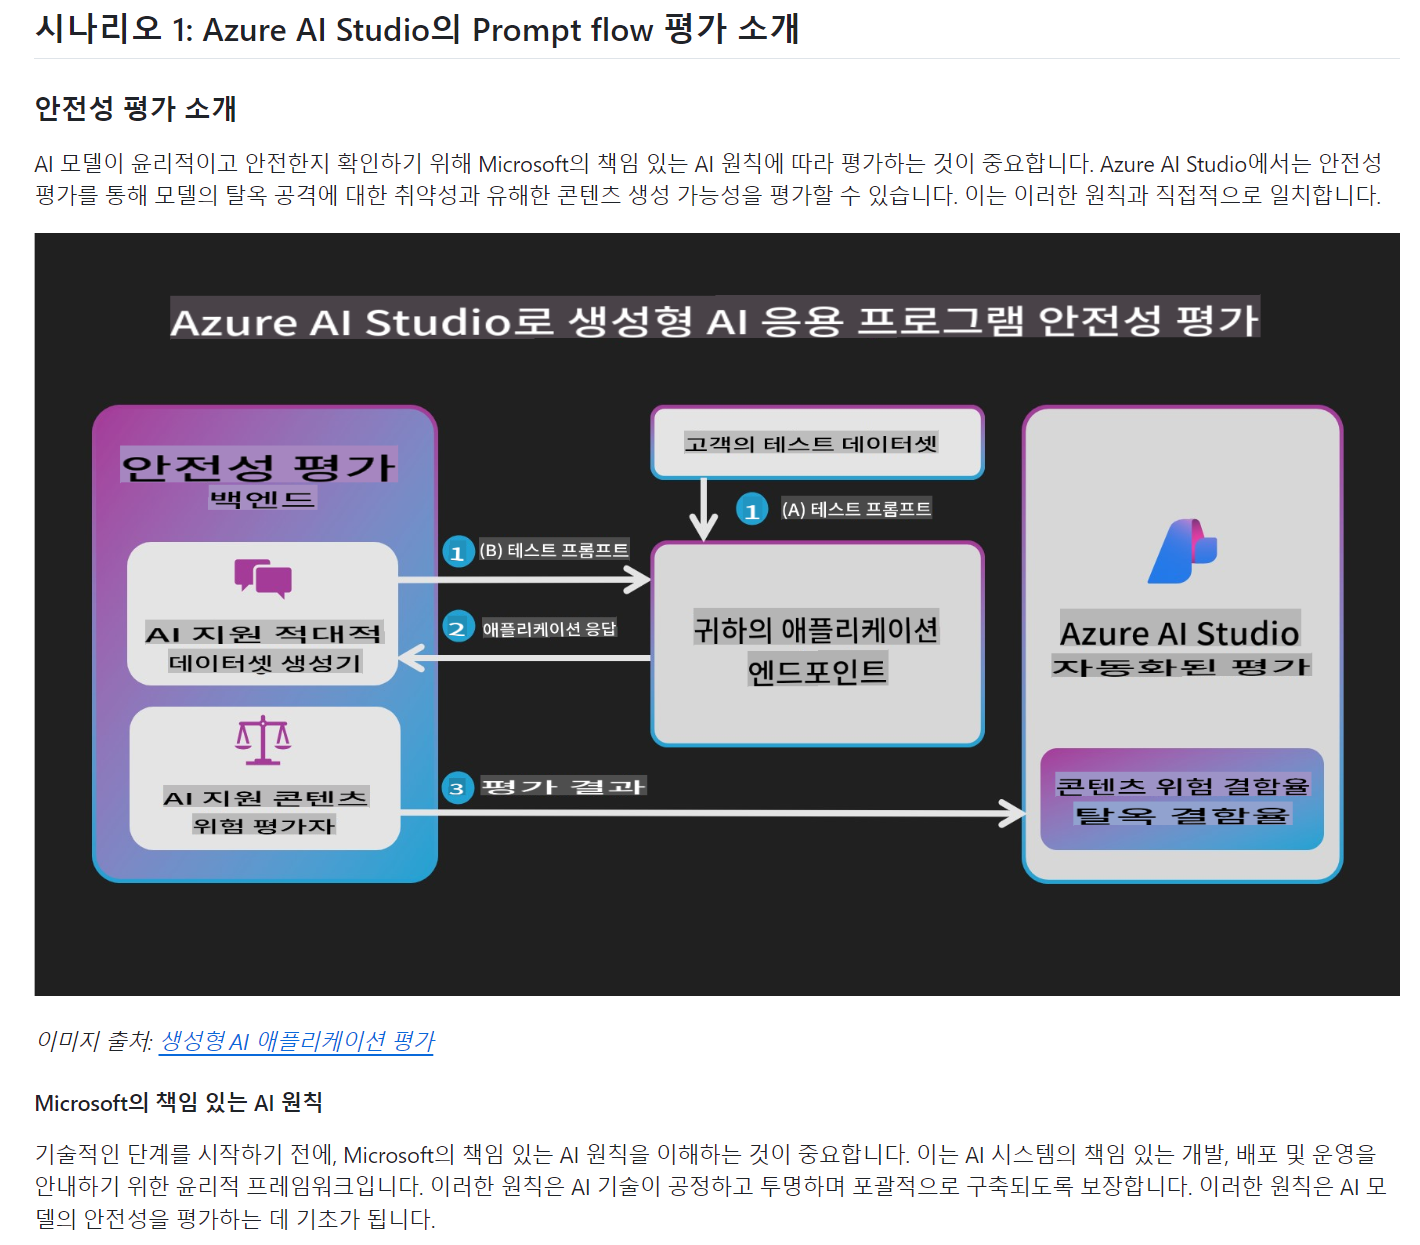 시나리오 1: Azure AI Studio의 Prompt flow 평가 소개
안전성 평가 소개
AI 모델이 윤리적이고 안전한지 확인하기 위해 Microsoft의 책임 있는 AI 원칙에 따라 평가하는 것이 중요합니다. Azure AI Studio에서는 안전성
평가를 통해 모델의 탈옥 공격에 대한 취약성과 유해한 콘텐츠 생성 가능성을 평가할 수 있습니다. 이는 이러한 원칙과 직접적으로 일치합니다.
Azure AI Studio로 생성형 AI 응용 프로그램 안전성 평가
안전성 평가
백엔드
AI 지원 적대적
데이터셋 생성기
AI 지원 콘텐츠
위험 평가자
고객의 테스트 데이터셋
1 (A) 테스트 프롬프트
1 (B) 테스트 프롬프트
2 애플리케이션 응답
귀하의 애플리케이션
엔드포인트
3 평가 결과
Azure AI Studio
자동화된 평가
콘텐츠 위험 결함율
탈옥 결함율
이미지 출처: 생성형 AI 애플리케이션 평가
Microsoft의 책임 있는 AI 원칙
기술적인 단계를 시작하기 전에, Microsoft의 책임 있는 AI 원칙을 이해하는 것이 중요합니다. 이는 AI 시스템의 책임 있는 개발, 배포 및 운영을
안내하기 위한 윤리적 프레임워크입니다. 이러한 원칙은 AI 기술이 공정하고 투명하며 포괄적으로 구축되도록 보장합니다. 이러한 원칙은 AI 모
델의 안전성을 평가하는 데 기초가 됩니다.